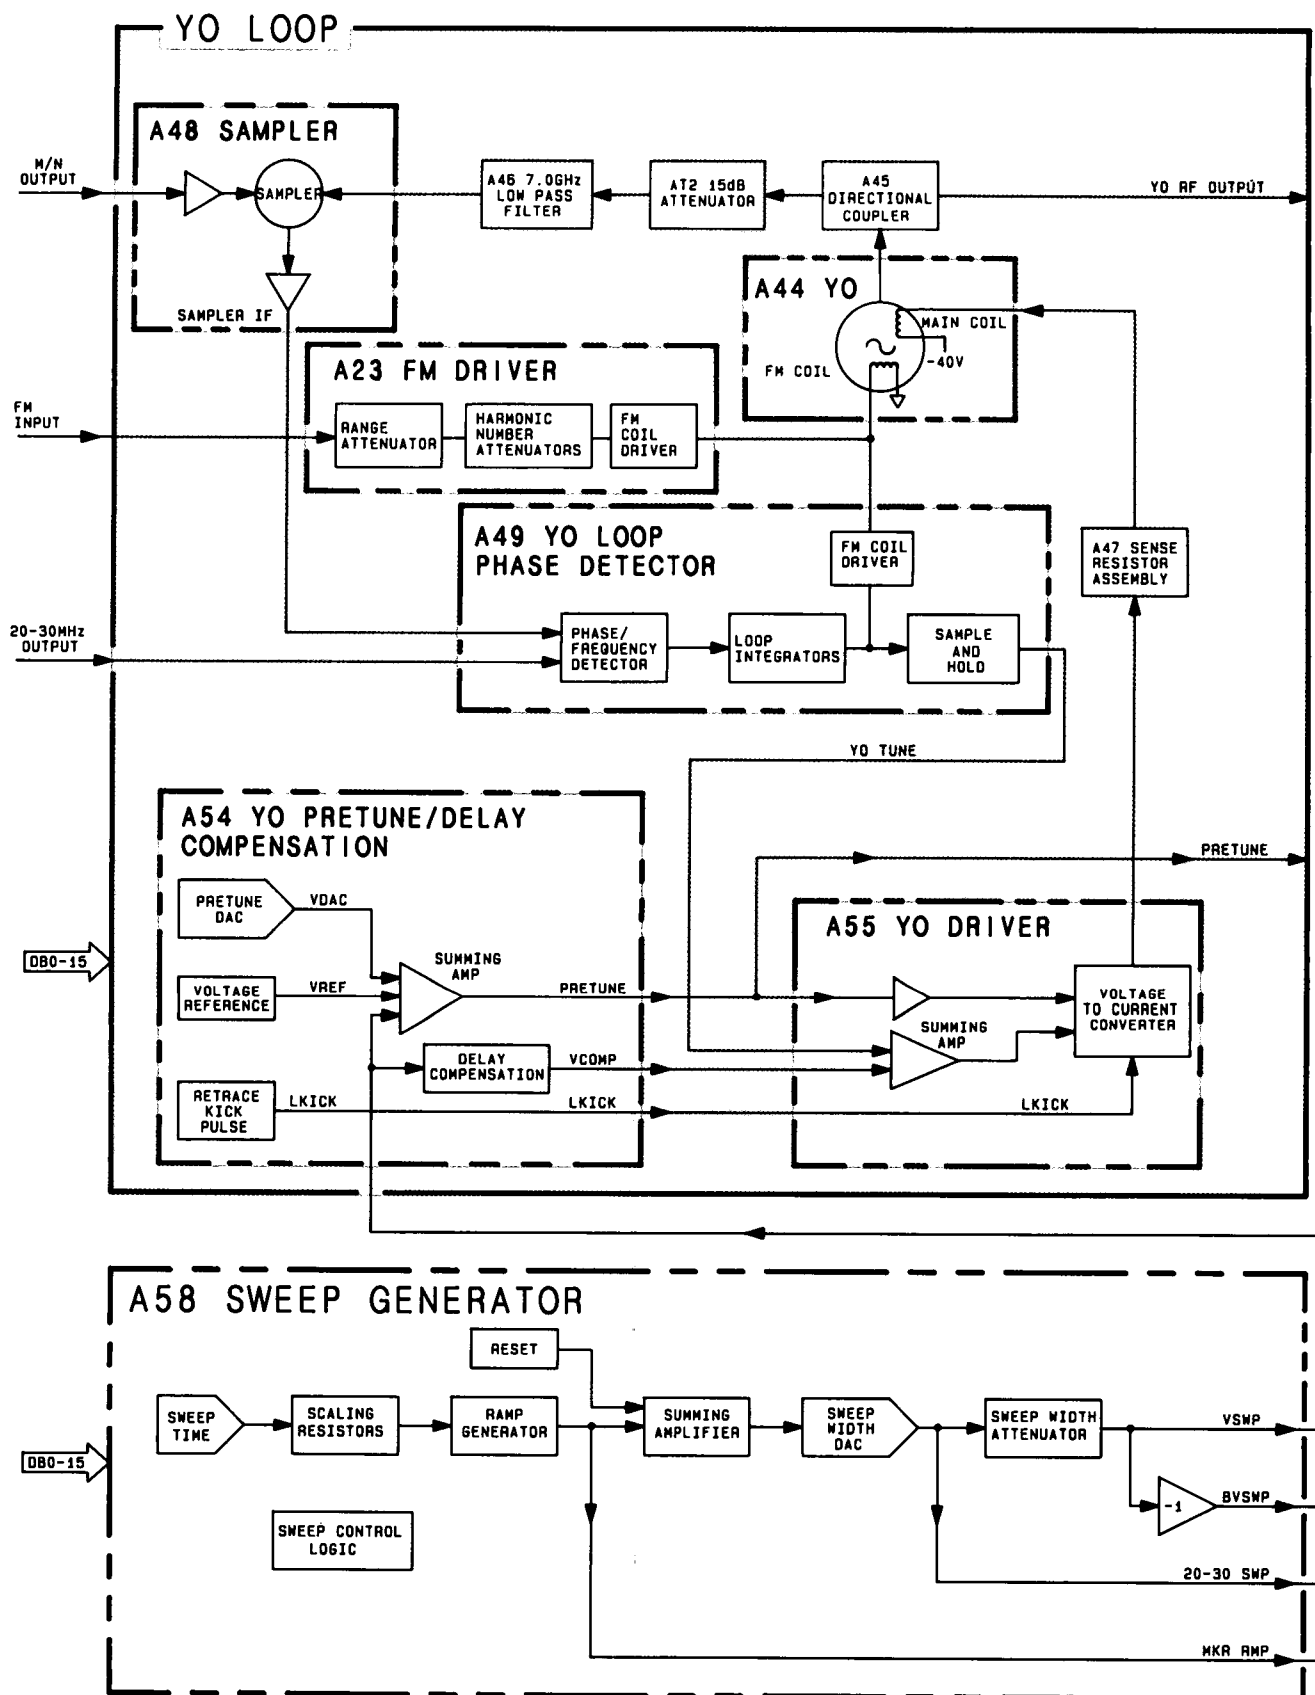 YO LOOP
A48 SAMPLER
M/N
OUTPUT
SAMPLER
A46 7.0GHz
LOW PASS
FILTER
AT2 15dB
ATTENUATOR
A45
DIRECTIONAL
COUPLER
YO RF OUTPUT
SAMPLER IF
A44 YO
MAIN COIL
-40V
FM COIL
A23 FM DRIVER
FM
INPUT
RANGE
ATTENUATOR
HARMONIC
NUMBER
ATTENUATORS
FM
COIL
DRIVER
A49 YO LOOP
PHASE DETECTOR
FM COIL
DRIVER
A47 SENSE
RESISTOR
ASSEMBLY
20-30MHz
OUTPUT
PHASE/
FREQUENCY
DETECTOR
LOOP
INTEGRATORS
SAMPLE
AND
HOLD
YO TUNE
A54 YO PRETUNE/DELAY
COMPENSATION
PRETUNE
PRETUNE
DAC
VDAC
A55 YO DRIVER
DB0-15
SUMMING
AMP
VOLTAGE
REFERENCE
VREF
PRETUNE
VOLTAGE
TO CURRENT
CONVERTER
SUMMING
AMP
DELAY
COMPENSATION
VCOMP
RETRACE
KICK
PULSE
LKICK
LKICK
LKICK
A58 SWEEP GENERATOR
RESET
SWEEP
TIME
SCALING
RESISTORS
RAMP
GENERATOR
SUMMING
AMPLIFIER
SWEEP
WIDTH
DAC
SWEEP WIDTH
ATTENUATOR
VSWP
DB0-15
-1
BVSWP
SWEEP CONTROL
LOGIC
20-30 SWP
MKR RMP